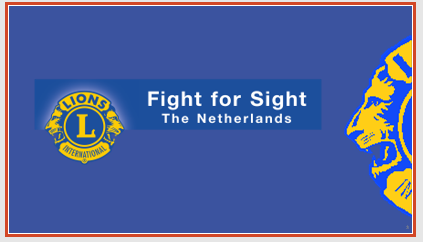 Fight for Sight
The Netherlands
LIONS
L
INTERNATIONAL